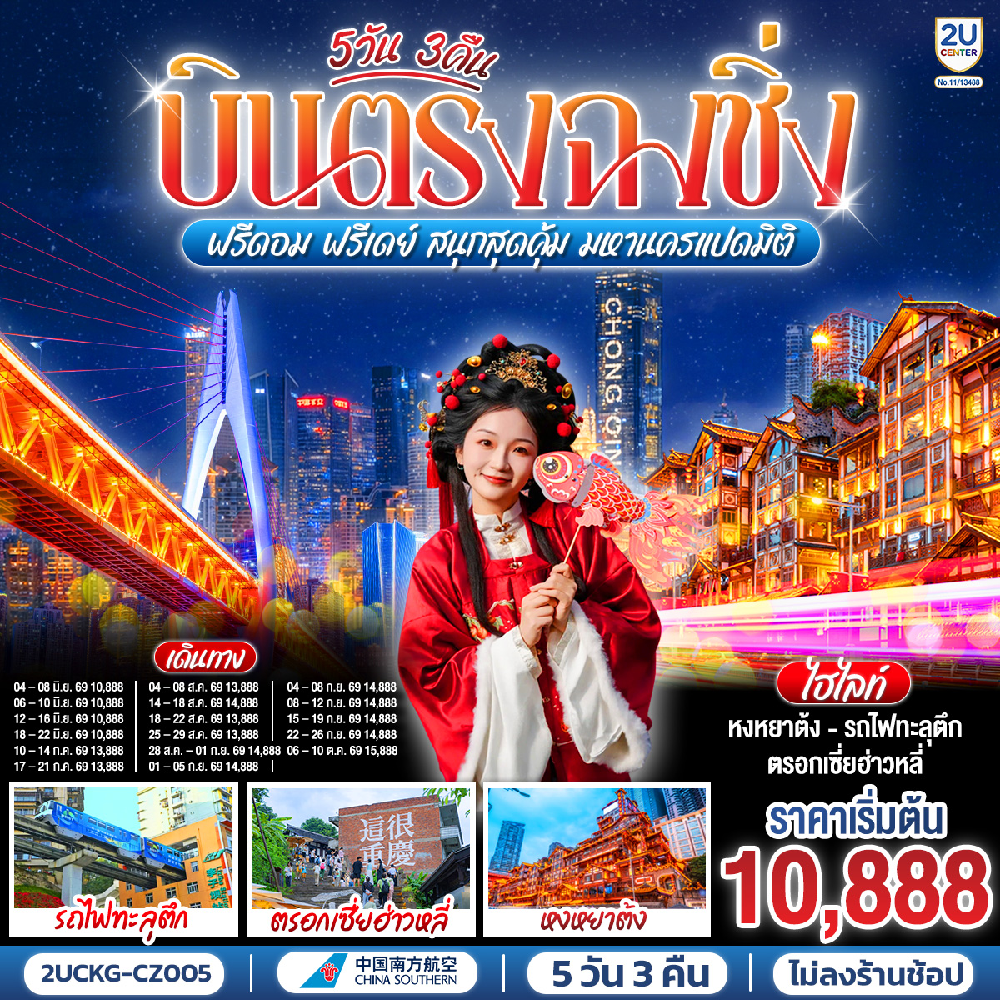 5วัน 3คืน
2U
CENTER
No.11/13488
บินตรงฉงชิ่ง
ฟรีดอม ฟรีเดย์ สนุกสุดคุ้ม มหานครแปดมิติ
CHONGQIN
เดินทาง
04 – 08 มิ.ย. 69 10,888
06 – 10 มิ.ย. 69 10,888
12 – 16 มิ.ย. 69 10,888
18 – 22 มิ.ย. 69 10,888
10 – 14 ก.ค. 69 13,888
17 – 21 ก.ค. 69 13,888
04 – 08 ส.ค. 69 13,888
14 – 18 ส.ค. 69 14,888
18 – 22 ส.ค. 69 13,888
25 – 29 ส.ค. 69 13,888
28 ส.ค. – 01 ก.ย. 69 14,888
01 – 05 ก.ย. 69 14,888
04 – 08 ก.ย. 69 14,888
08 – 12 ก.ย. 69 14,888
15 – 19 ก.ย. 69 14,888
22 – 26 ก.ย. 69 14,888
06 – 10 ต.ค. 69 15,888
ไฮไลท์
หงหยาต้ง - รถไฟทะลุตึก
ตรอกเซี่ยฮ่าวหลี่
ราคาเริ่มต้น
10,888
這很
重慶
รถไฟทะลุตึก
ตรอกเซี่ยฮ่าวหลี่
หงหยาต้ง
2UCKG-CZ005
中国南方航空
CHINA SOUTHERN
5 วัน 3 คืน
ไม่ลงร้านช้อป